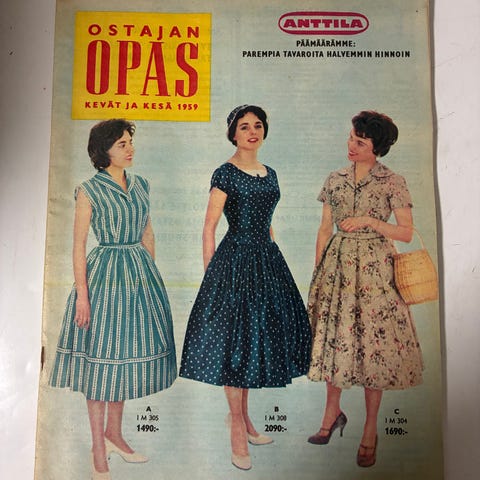 OSTAJAN
OPAS
KEVÄT JA KESÄ 1959
ANTTILA
PÄÄMÄÄRÄMME:
PAREMPIA TAVAROITA HALVEMMIN HINNOIN
A
1 M 305
1490:-
B
1 M 308
2090:-
C
1 M 304
1690:-